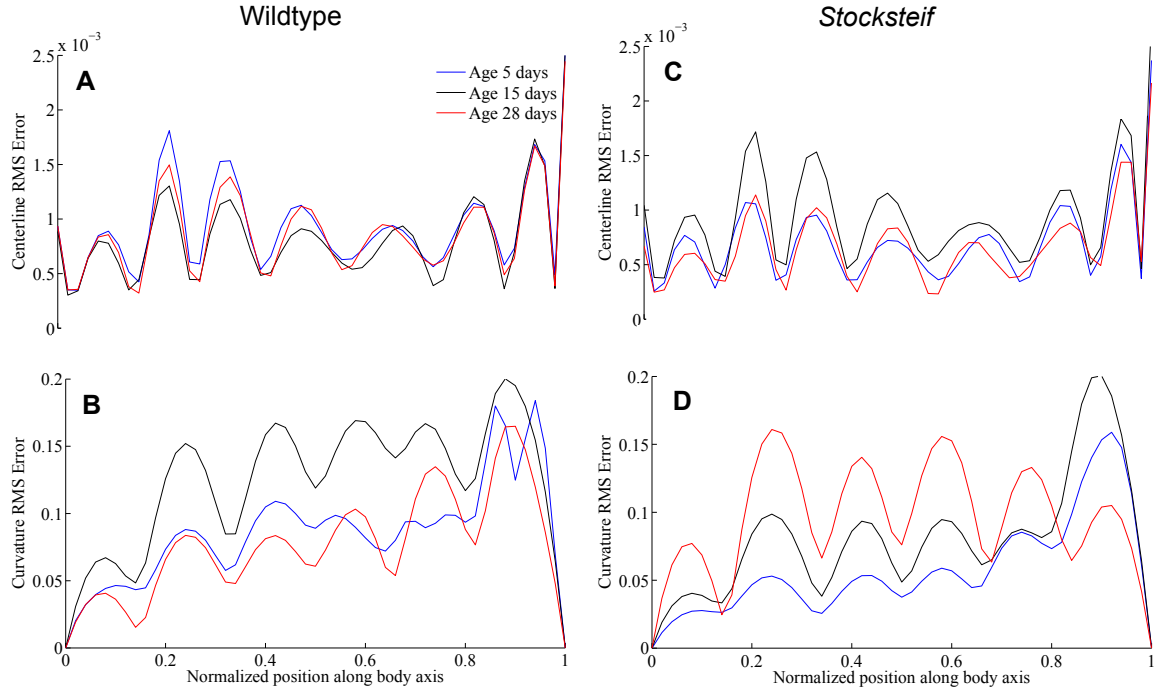 Wildtype
Stocksteif
x 10⁻³
x 10⁻³
A
C
Age 5 days
Age 15 days
Age 28 days
2.5
2
1.5
1
0.5
0
Centerline RMS Error
2.5
2
1.5
1
0.5
0
Centerline RMS Error
B
D
0.2
0.15
0.1
0.05
0
Curvature RMS Error
0.2
0.15
0.1
0.05
0
Curvature RMS Error
0 0.2 0.4 0.6 0.8 1
Normalized position along body axis
0 0.2 0.4 0.6 0.8 1
Normalized position along body axis